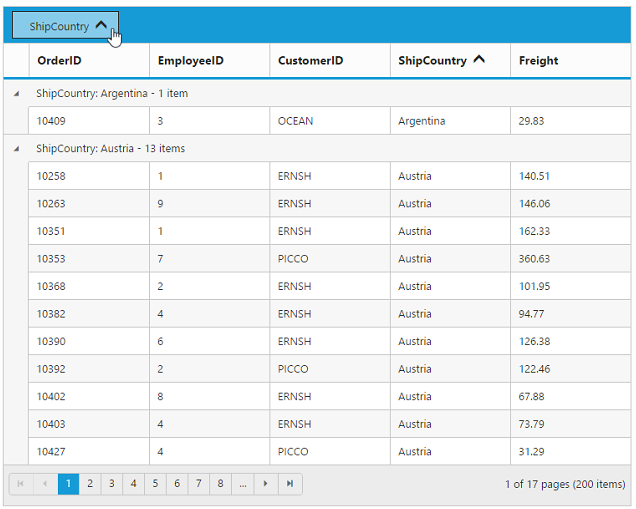 ShipCountry
OrderID EmployeeID CustomerID ShipCountry Freight
ShipCountry: Argentina - 1 item
10409 3 OCEAN Argentina 29.83
ShipCountry: Austria - 13 items
10258 1 ERNSH Austria 140.51
10263 9 ERNSH Austria 146.06
10351 1 ERNSH Austria 162.33
10353 7 PICCO Austria 360.63
10368 2 ERNSH Austria 101.95
10382 4 ERNSH Austria 94.77
10390 6 ERNSH Austria 126.38
10392 2 PICCO Austria 122.46
10402 8 ERNSH Austria 67.88
10403 4 ERNSH Austria 73.79
10427 4 PICCO Austria 31.29
1 2 3 4 5 6 7 8 ... 1 of 17 pages (200 items)